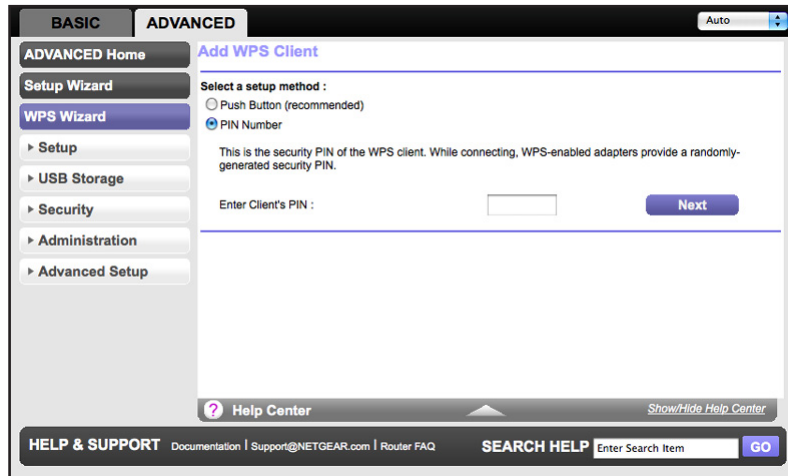 BASIC
ADVANCED
Auto
ADVANCED Home
Setup Wizard
WPS Wizard
Setup
USB Storage
Security
Administration
Advanced Setup
Add WPS Client
Select a setup method :
Push Button (recommended)
PIN Number
This is the security PIN of the WPS client. While connecting, WPS-enabled adapters provide a randomly-
generated security PIN.
Enter Client's PIN :
Next
? Help Center
Show/Hide Help Center
HELP & SUPPORT Documentation | Support@NETGEAR.com | Router FAQ
SEARCH HELP Enter Search Item GO